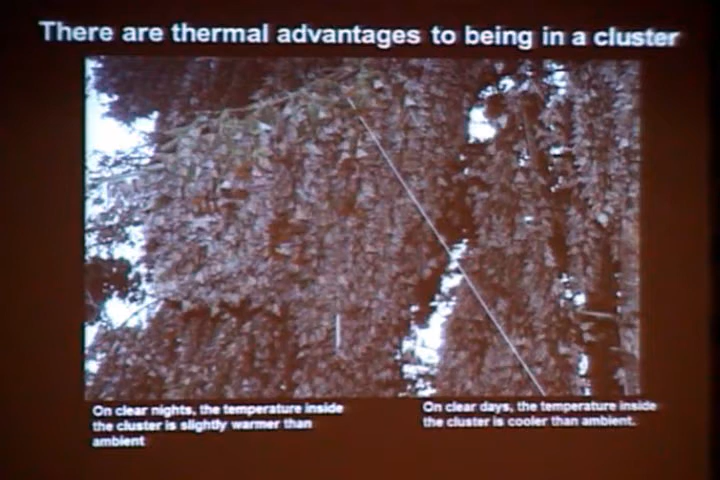 There are thermal advantages to being in a cluster
On clear nights, the temperature inside
the cluster is slightly warmer than
ambient
On clear days, the temperature inside
the cluster is cooler than ambient.